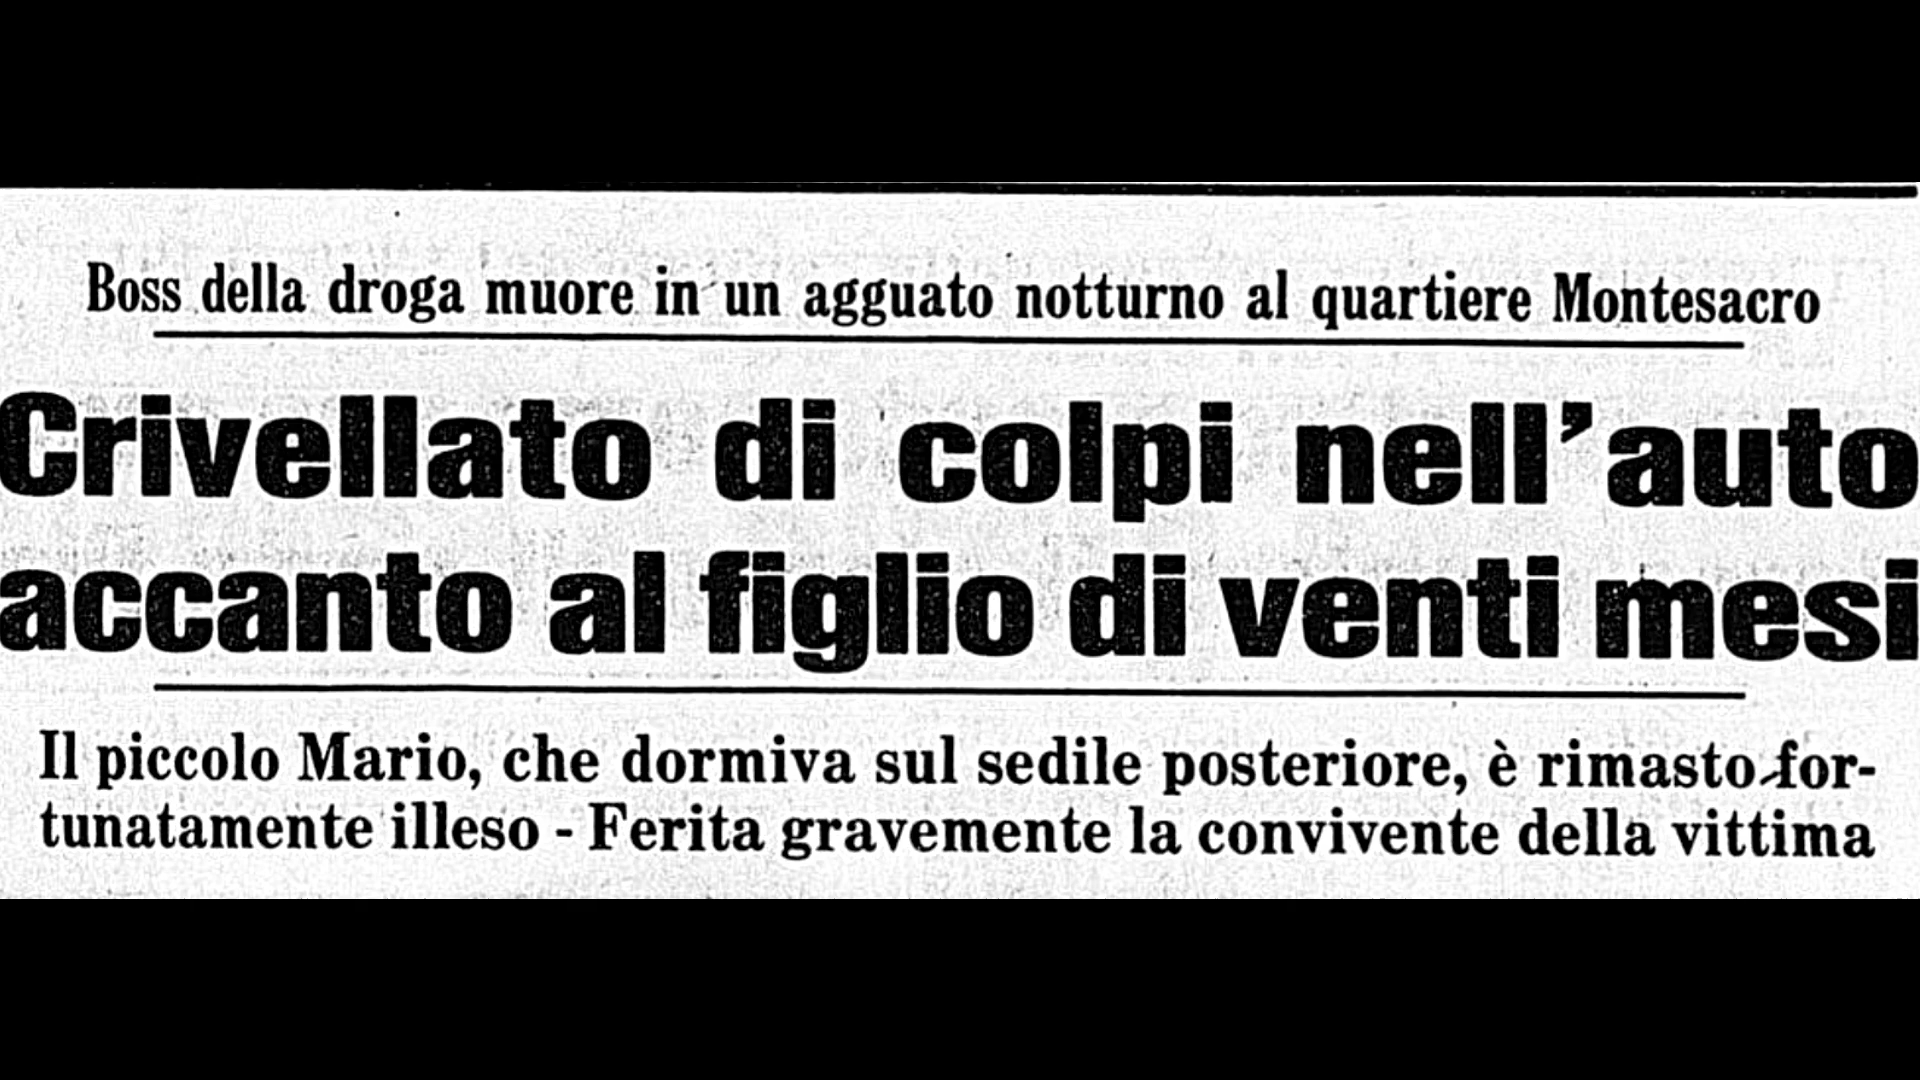 Boss della droga muore in un agguato notturno al quartiere Montesacro
Crivellato di colpi nell'auto
accanto al figlio di venti mesi
Il piccolo Mario, che dormiva sul sedile posteriore, è rimasto for-
tunatamente illeso - Ferita gravemente la convivente della vittima